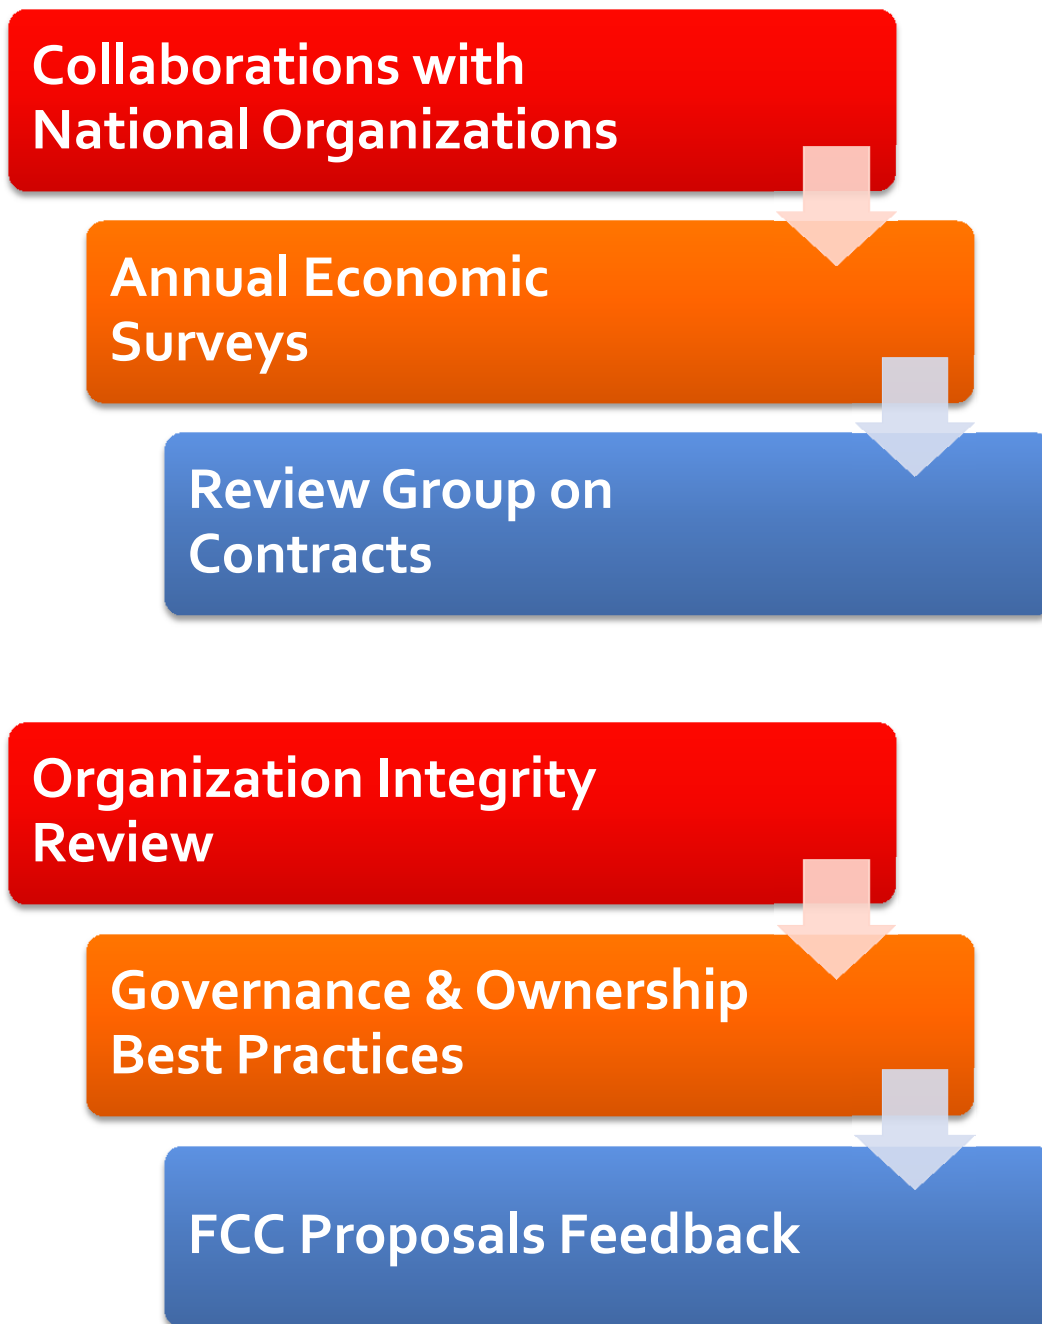 Collaborations with
National Organizations
Annual Economic
Surveys
Review Group on
Contracts
Organization Integrity
Review
Governance & Ownership
Best Practices
FCC Proposals Feedback